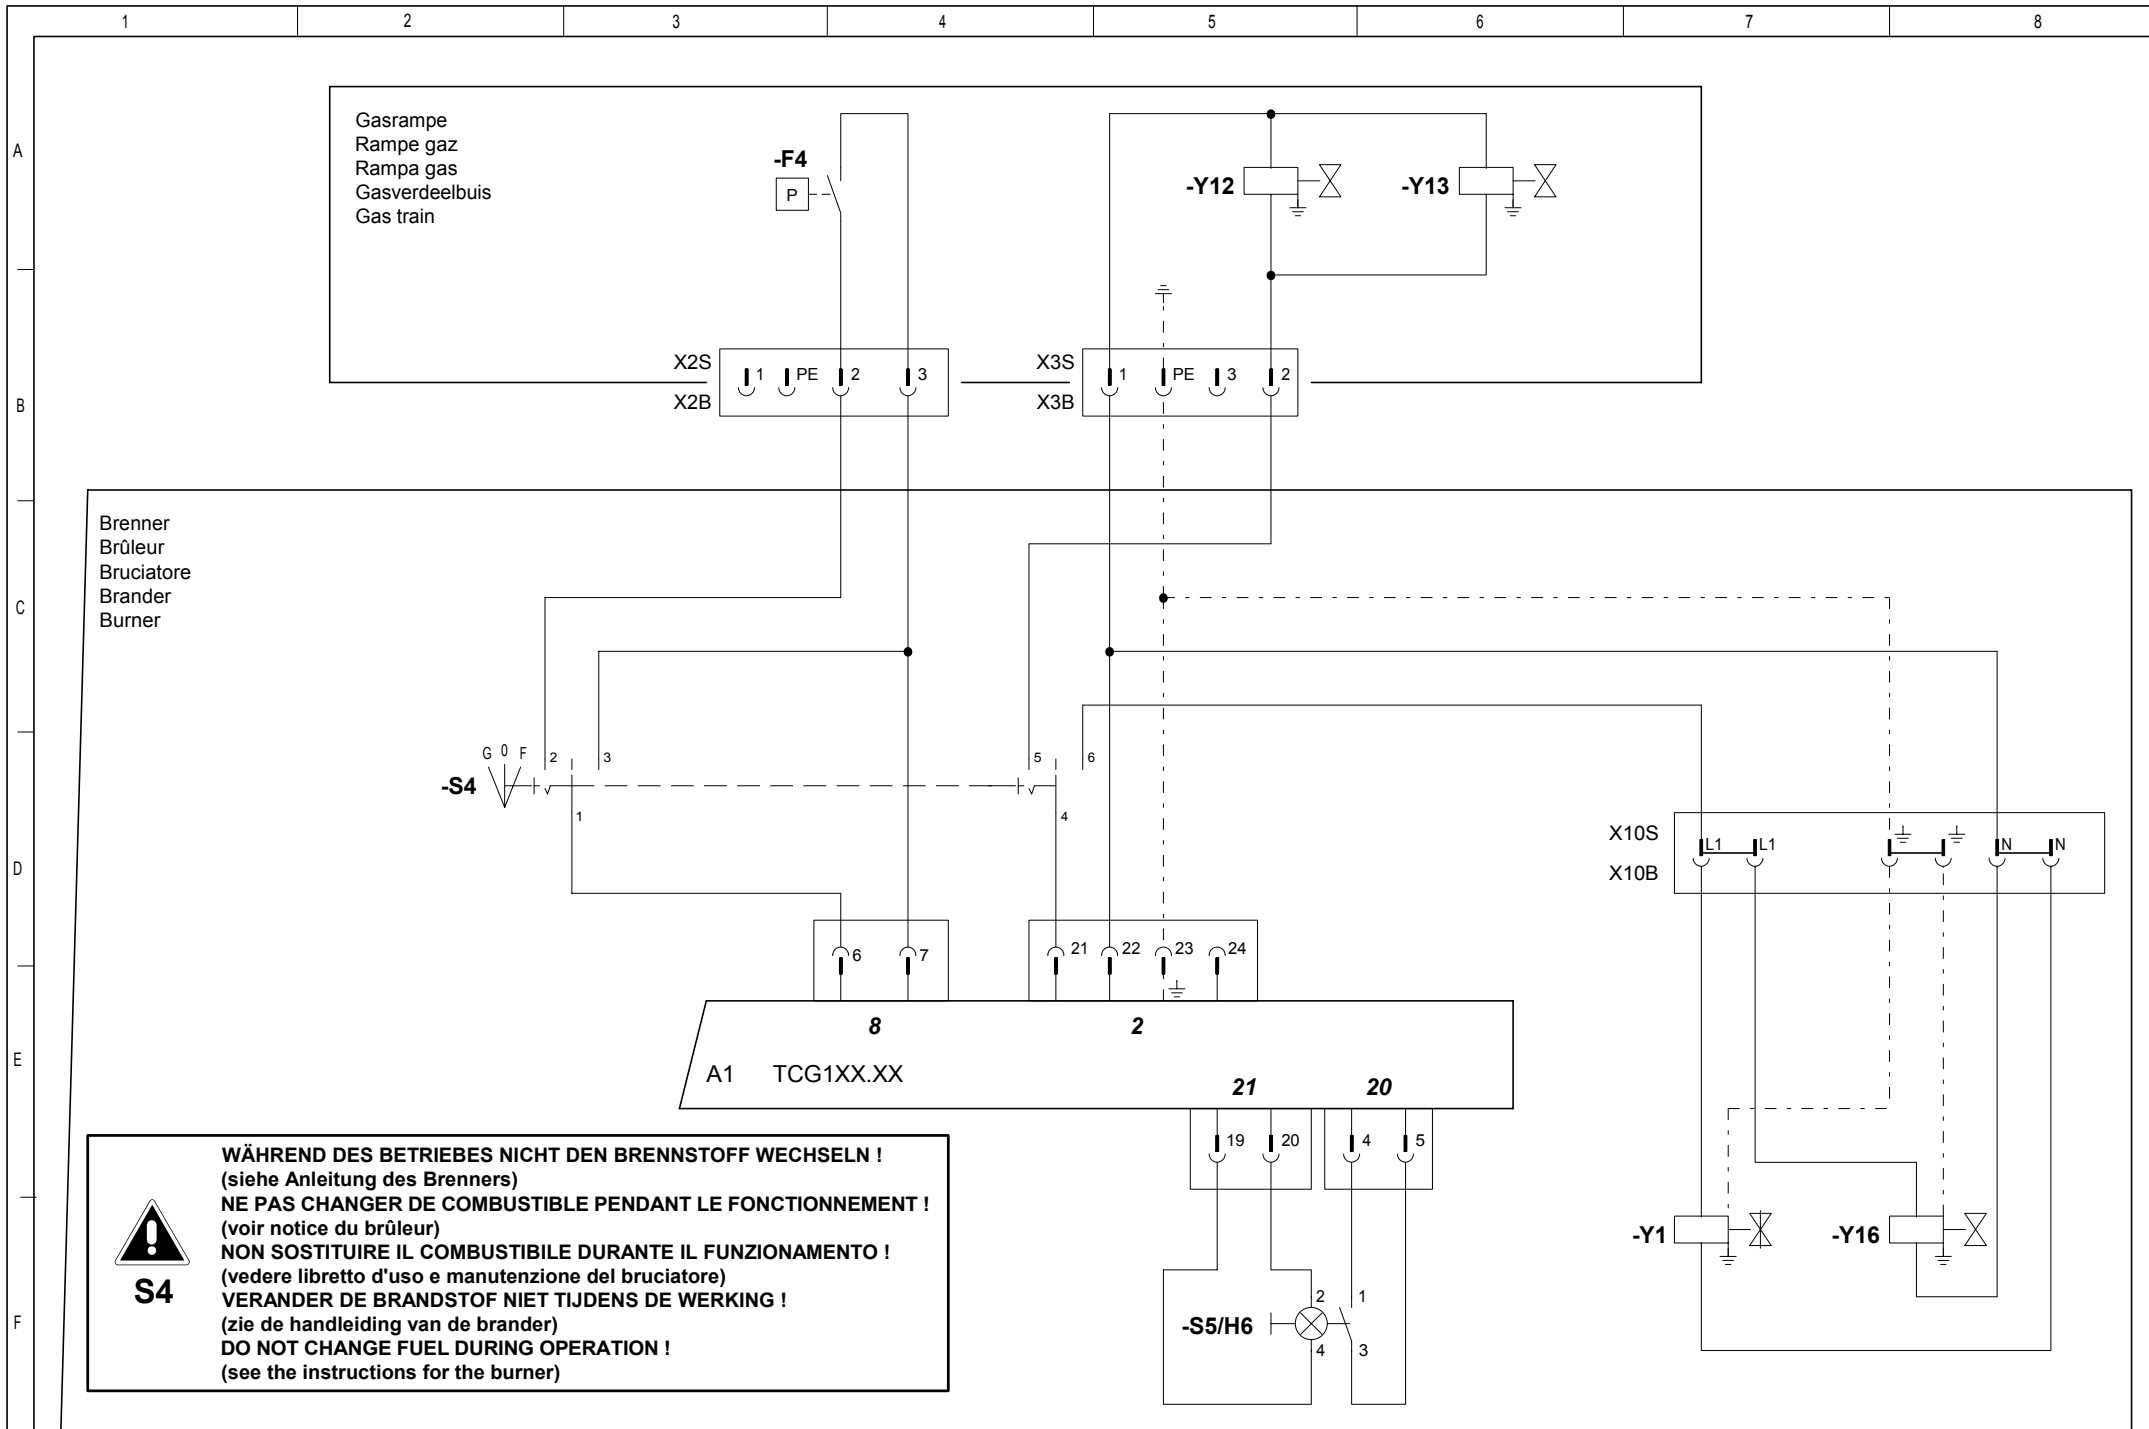 1 2 3 4 5 6 7 8
A
B
C
D
E
F
Gasrampe
Rampe gaz
Rampa gas
Gasverdeelbuis
Gas train
-F4
P
-Y12
-Y13
X2S
X2B
1 PE 2 3
X3S
X3B
1 PE 3 2
Brenner
Brûleur
Bruciatore
Brander
Burner
G 0 F
-S4
2 3
1
5 6
4
X10S
X10B
L1 L1 N N
6 7
21 22 23 24
8 2
A1 TCG1XX.XX
21 20
19 20 4 5
-Y1
-Y16
-S5/H6
2 1
4 3
WÄHREND DES BETRIEBES NICHT DEN BRENNSTOFF WECHSELN !
(siehe Anleitung des Brenners)
NE PAS CHANGER DE COMBUSTIBLE PENDANT LE FONCTIONNEMENT !
(voir notice du brûleur)
NON SOSTITUIRE IL COMBUSTIBILE DURANTE IL FUNZIONAMENTO !
(vedere libretto d'uso e manutenzione del bruciatore)
VERANDER DE BRANDSTOF NIET TIJDENS DE WERKING !
(zie de handleiding van de brander)
DO NOT CHANGE FUEL DURING OPERATION !
(see the instructions for the burner)
S4